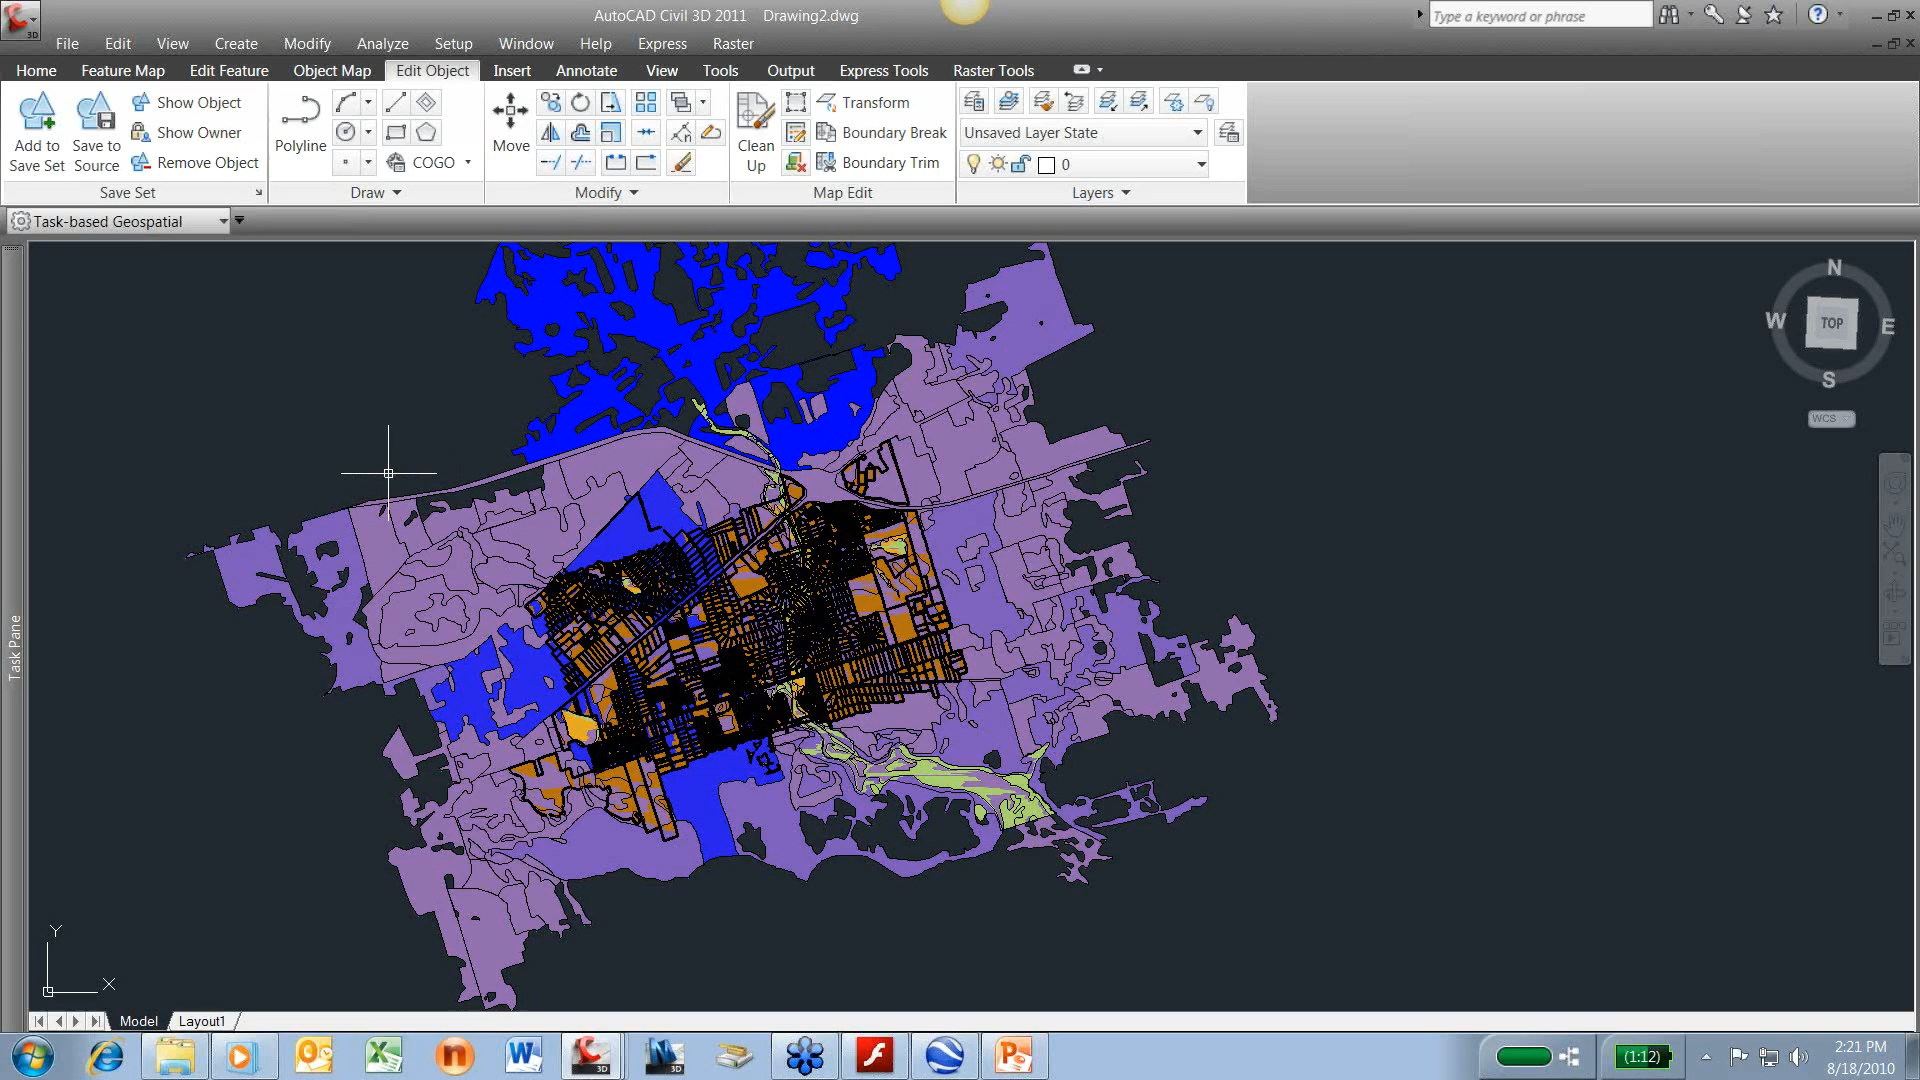 AutoCAD Civil 3D 2011 Drawing2.dwg
Type a keyword or phrase
3D
File Edit View Create Modify Analyze Setup Window Help Express Raster
Home Feature Map Edit Feature Object Map Edit Object Insert Annotate View Tools Output Express Tools Raster Tools
Show Object
Transform
Show Owner
Boundary Break
Unsaved Layer State
Add to Save Set
Save to Source
Polyline
Move
Clean Up
Remove Object
COGO
Boundary Trim
0
Save Set
Draw
Modify
Map Edit
Layers
Task-based Geospatial
N
W
TOP
E
S
WCS
Task Pane
Y
X
Model Layout1
3D
3D
(1:12)
2:21 PM
8/18/2010